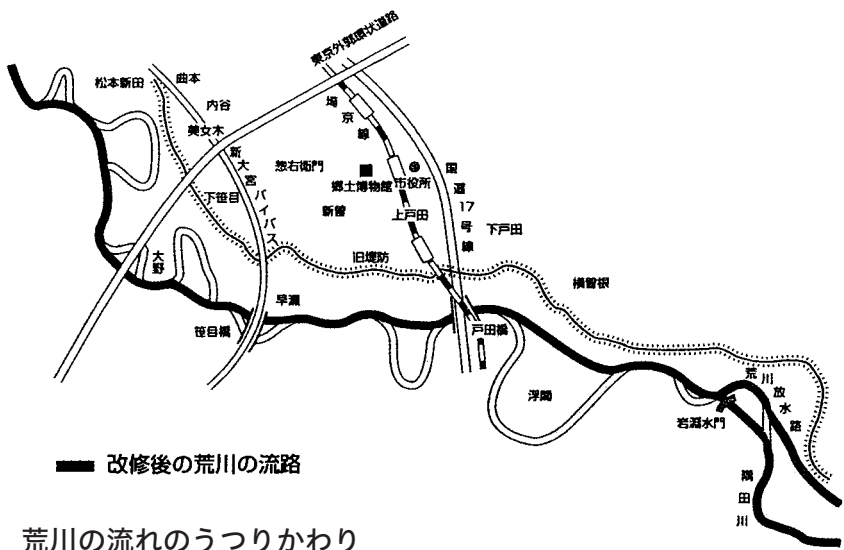 東京外郭環状道路
松本新田
曲本
内谷
美女木
埼京線
新大宮バイパス
惣右衛門
郷土博物館
市役所
国道17号線
下笹目
新曽
上戸田
下戸田
大野
旧堤防
横曽根
早瀬
笹目橋
戸田橋
浮間
荒川放水路
岩淵水門
隅田川
改修後の荒川の流路
荒川の流れのうつりかわり